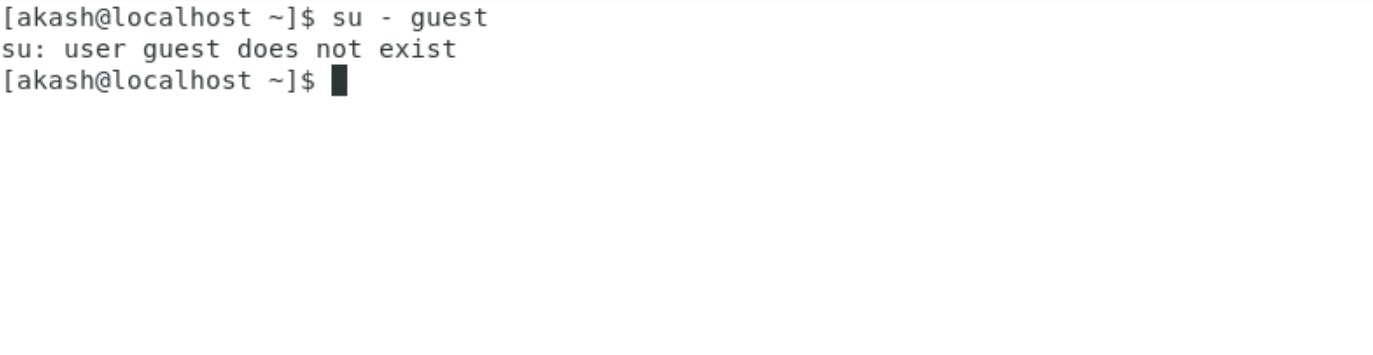 [akash@localhost ~]$ su - guest
su: user guest does not exist
[akash@localhost ~]$